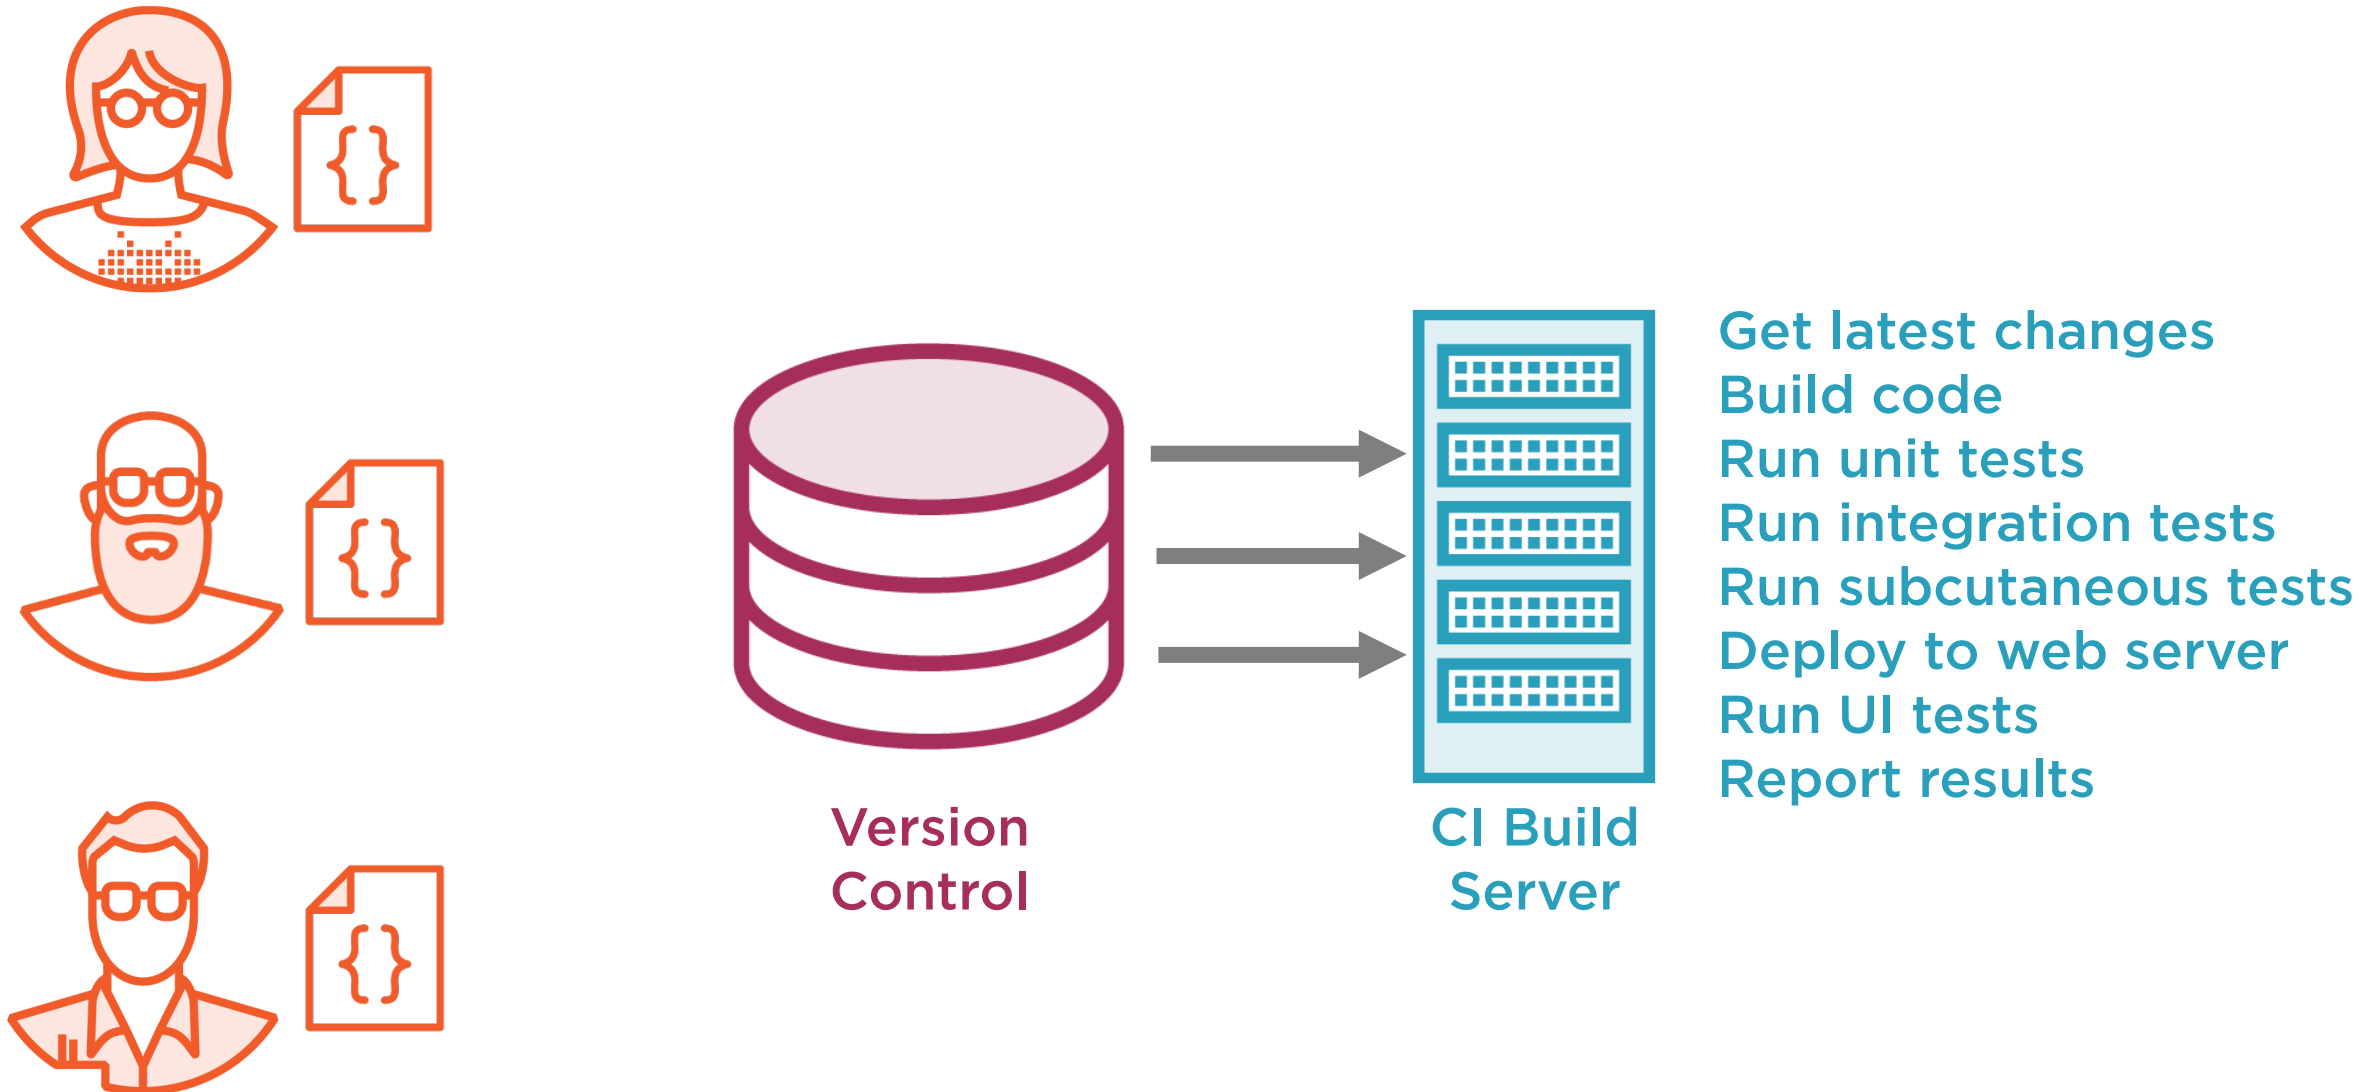 Get latest changes
Build code
Run unit tests
Run integration tests
Run subcutaneous tests
Deploy to web server
Run UI tests
Report results
Version
Control
CI Build
Server
{}
{}
{}